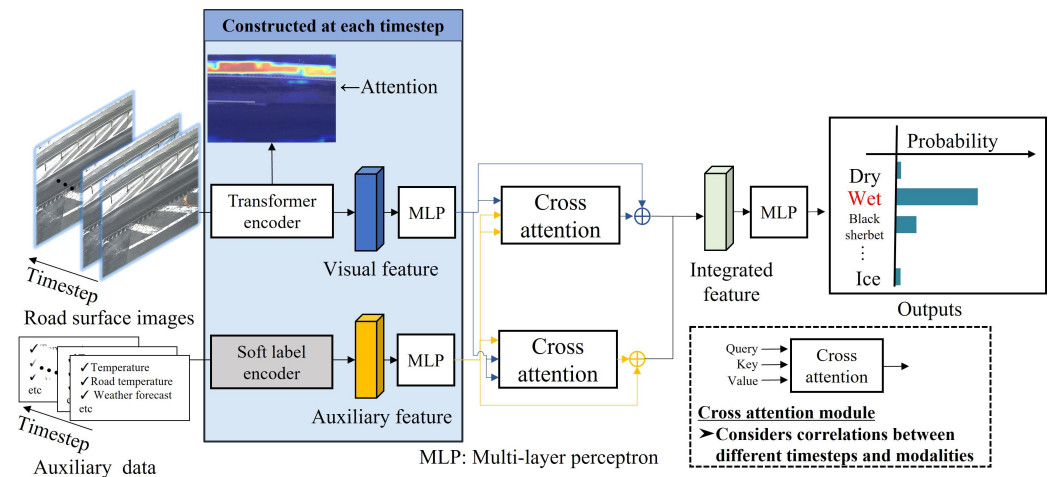 Constructed at each timestep
←Attention
Transformer
encoder
MLP
Visual feature
Timestep
Road surface images
Cross
attention
Integrated
feature
MLP
Probability
Dry
Wet
Black
sherbet
Ice
Outputs
✓Temperature
✓Road temperature
✓ Weather forecast
etc
etc
Timestep
Auxiliary data
Soft label
encoder
MLP
Auxiliary feature
Cross
attention
MLP: Multi-layer perceptron
Query
Key
Value
Cross
attention
Cross attention module
➤Considers correlations between
different timesteps and modalities